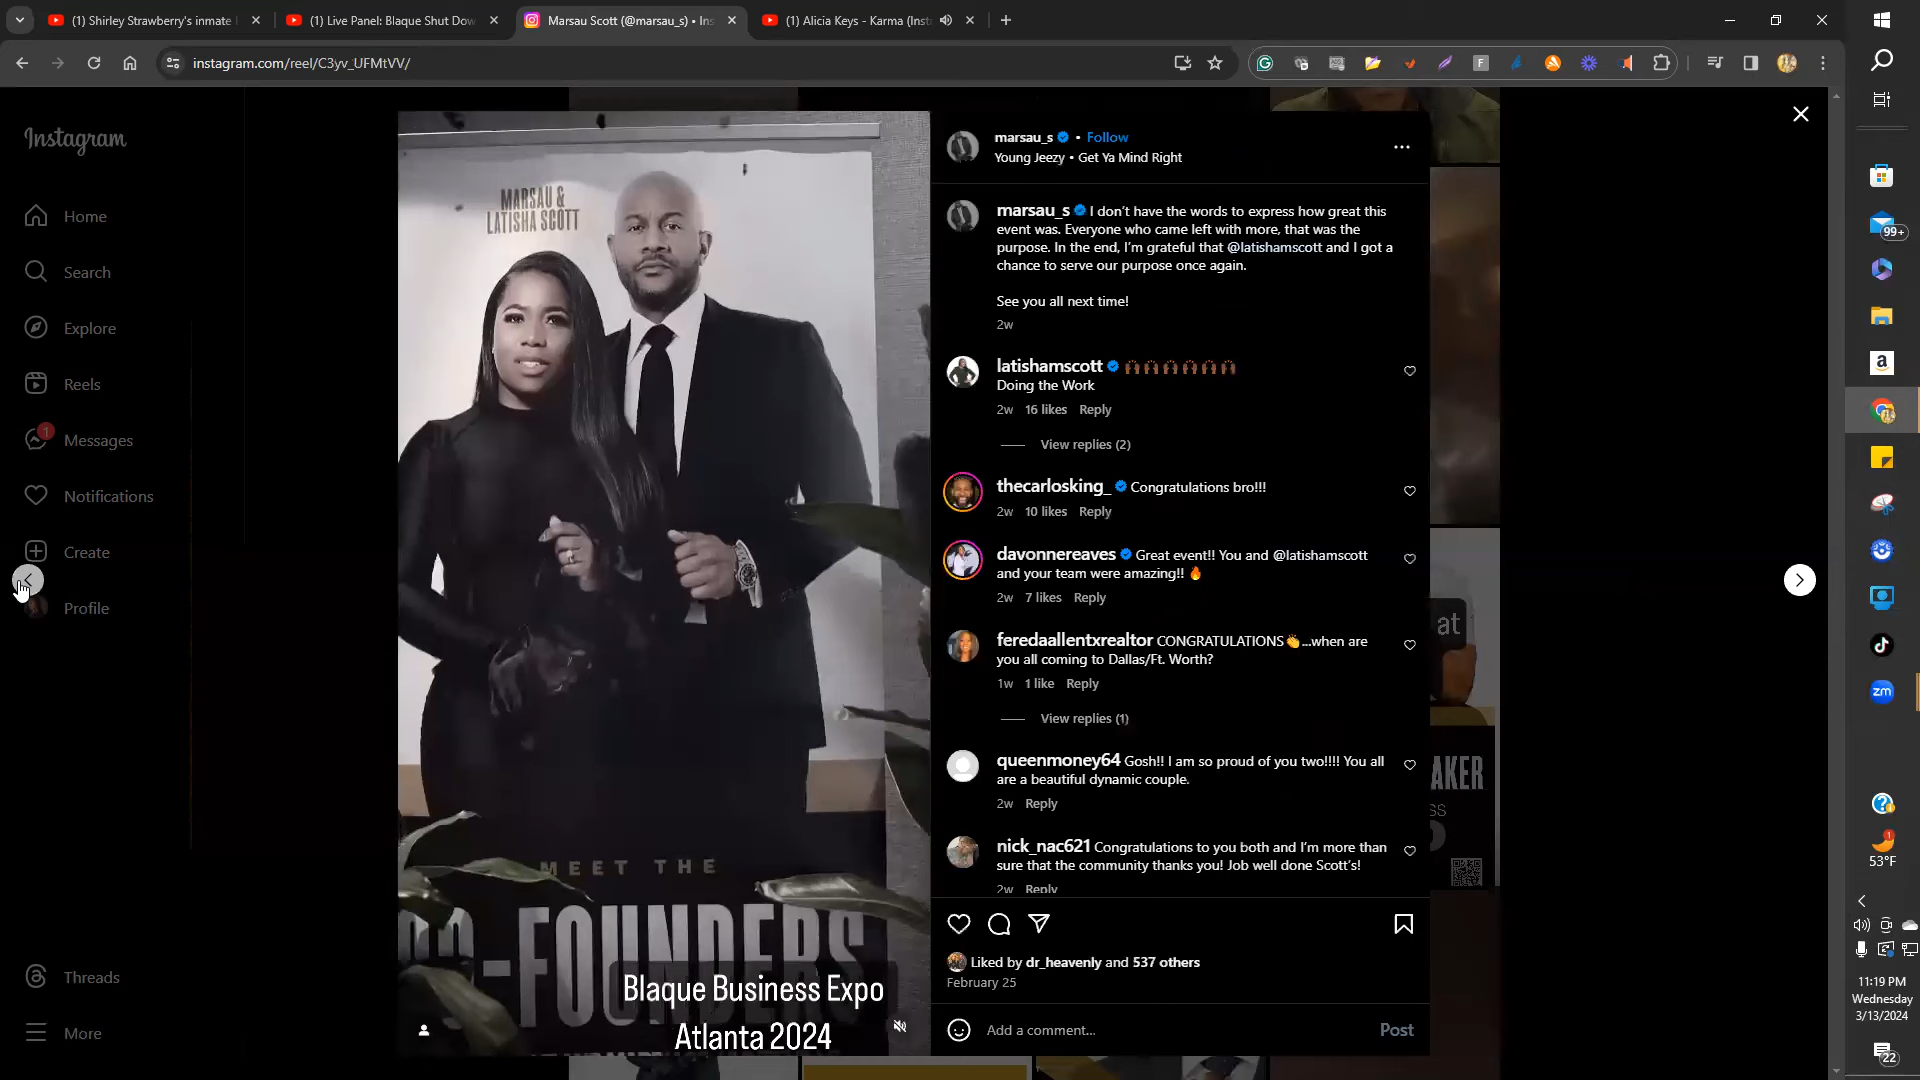 (1) Shirley Strawberry's inmate
(1) Live Panel: Blaque Shut Dow
Marsau Scott (@marsau_s) • Ins
(1) Alicia Keys - Karma (Inst
instagram.com/reel/C3yv_UFMtVV/
Instagram
Home
Search
Explore
Reels
1
Messages
Notifications
Create
Profile
Threads
More
MARSAU &
LATISHA SCOTT
MEET THE
CO-FOUNDERS
Blaque Business Expo
Atlanta 2024
marsau_s • Follow
Young Jeezy • Get Ya Mind Right
marsau_s I don't have the words to express how great this
event was. Everyone who came left with more, that was the
purpose. In the end, I'm grateful that @latishamscott and I got a
chance to serve our purpose once again.
See you all next time!
2w
latishamscott
Doing the Work
2w 16 likes Reply
View replies (2)
thecarlosking_ Congratulations bro!!!
2w 10 likes Reply
davonnereaves Great event!! You and @latishamscott
and your team were amazing!! 🔥
2w 7 likes Reply
feredaallentxrealtor CONGRATULATIONS👏...when are
you all coming to Dallas/Ft. Worth?
1w 1 like Reply
View replies (1)
queenmoney64 Gosh!! I am so proud of you two!!!! You all
are a beautiful dynamic couple.
2w Reply
nick_nac621 Congratulations to you both and I'm more than
sure that the community thanks you! Job well done Scott's!
2w Reply
Liked by dr_heavenly and 537 others
February 25
Add a comment...
Post
at
AKER
SS
99+
a
zm
1
53°F
11:19 PM
Wednesday
3/13/2024
22